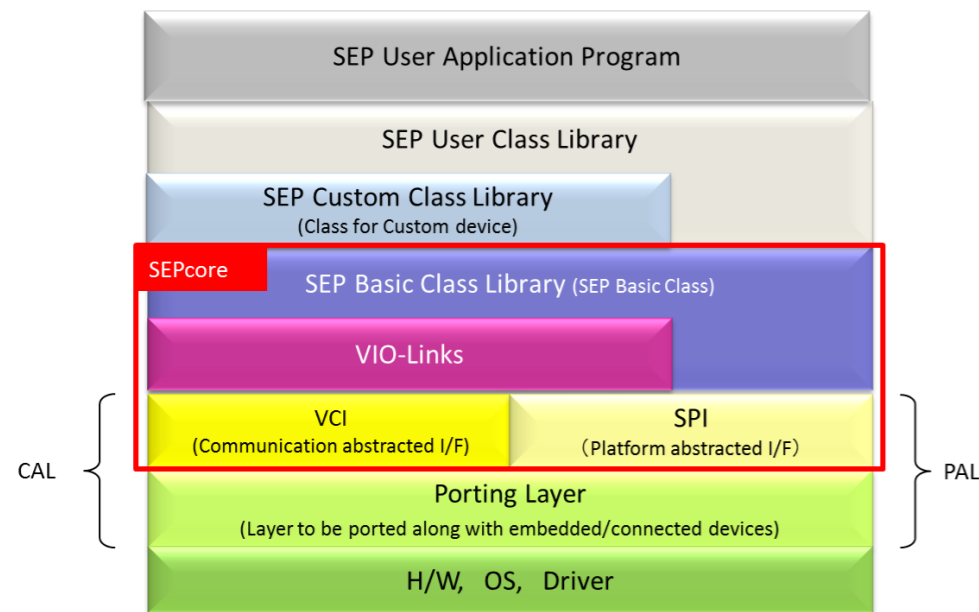 SEP User Application Program
SEP User Class Library
SEP Custom Class Library
(Class for Custom device)
SEPcore
SEP Basic Class Library (SEP Basic Class)
VIO-Links
VCI
(Communication abstracted I/F)
SPI
（Platform abstracted I/F）
CAL
PAL
Porting Layer
(Layer to be ported along with embedded/connected devices)
H/W, OS, Driver